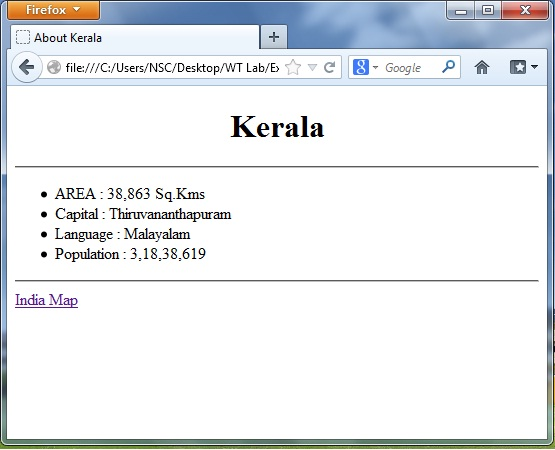 Firefox
About Kerala
file:///C:/Users/NSC/Desktop/WT Lab/Ex
Google
Kerala
AREA : 38,863 Sq.Kms
Capital : Thiruvananthapuram
Language : Malayalam
Population : 3,18,38,619
India Map